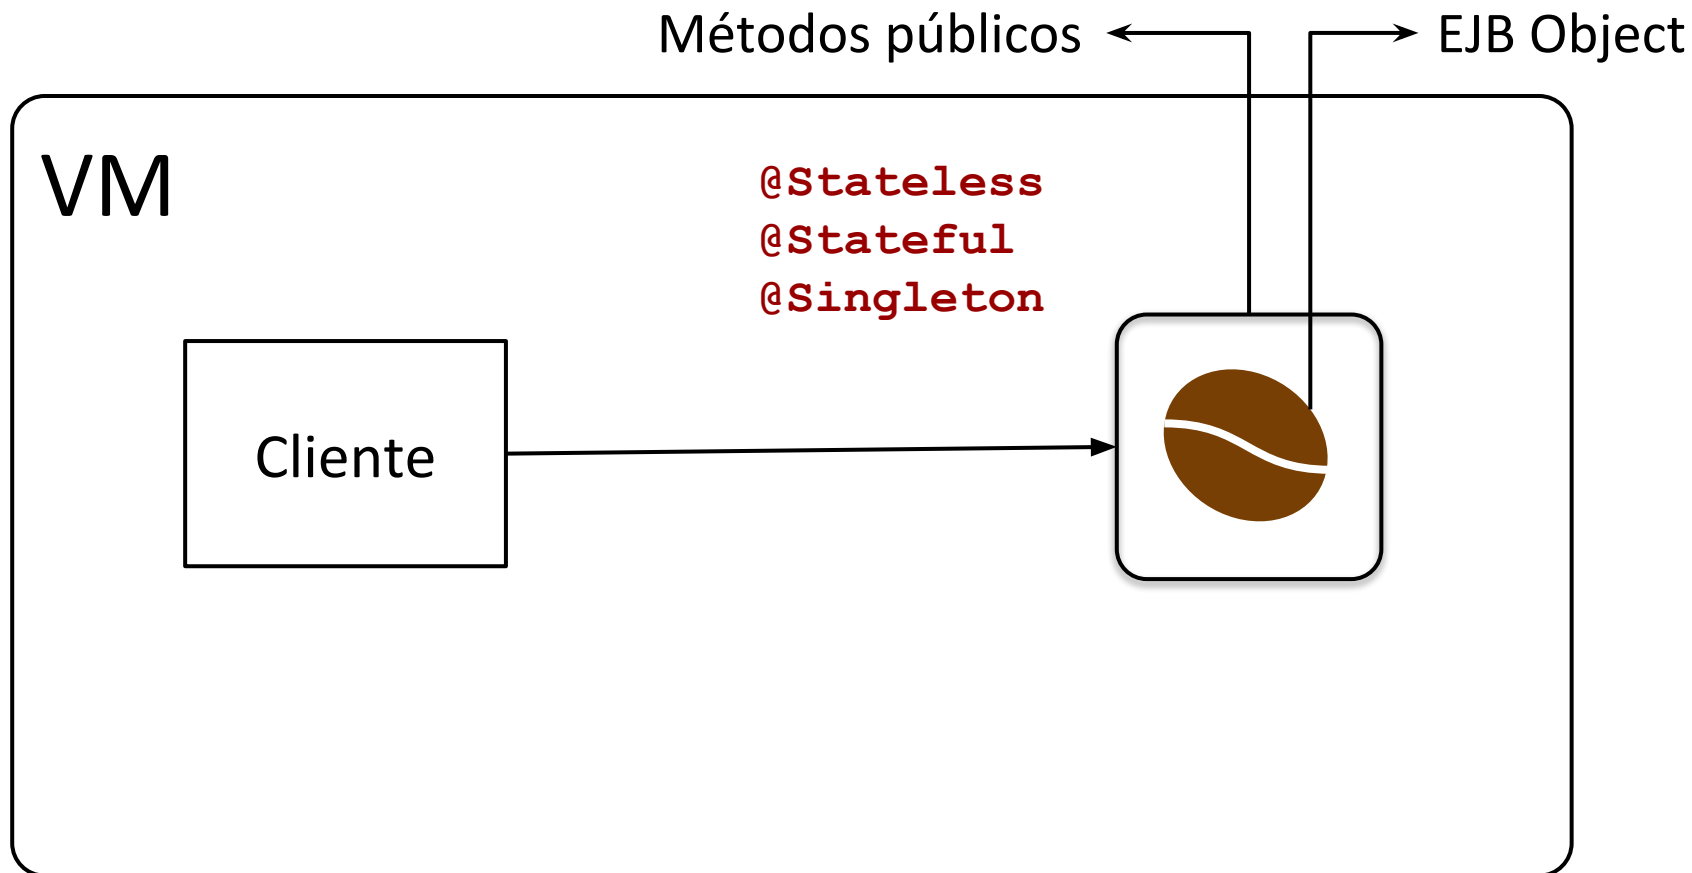 Métodos públicos
EJB Object
VM
@Stateless
@Stateful
@Singleton
Cliente